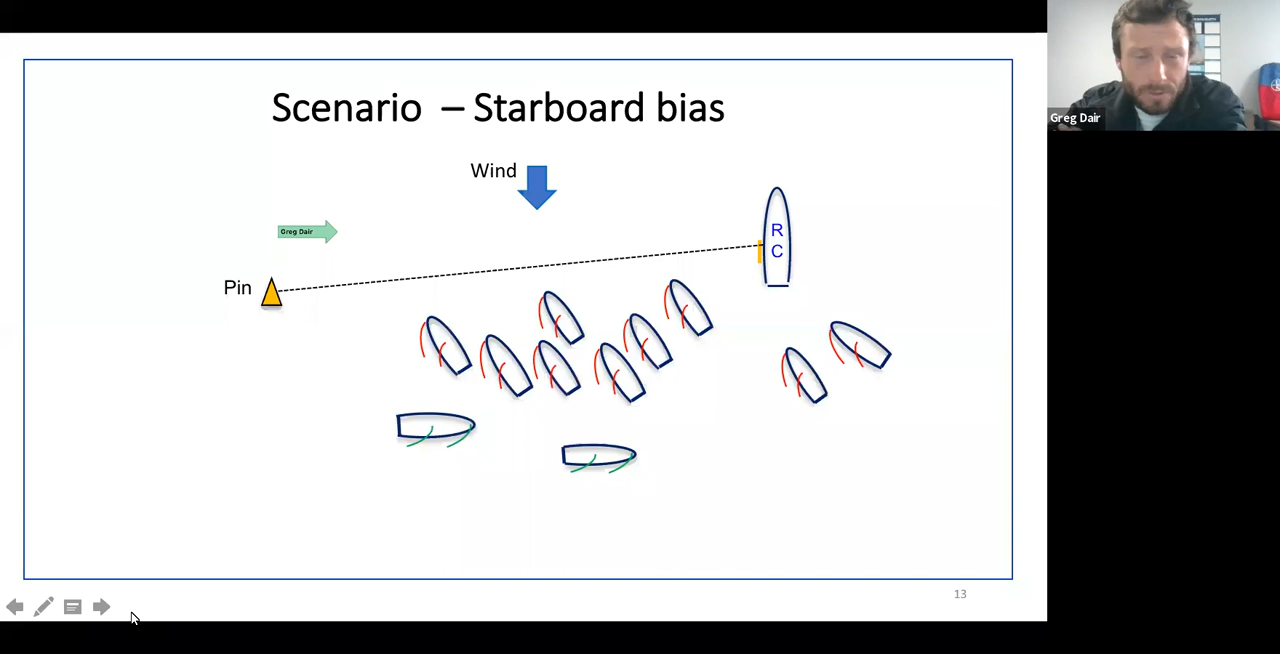 Scenario – Starboard bias
Wind
Greg Dair
Pin
R
C
13
Greg Dair